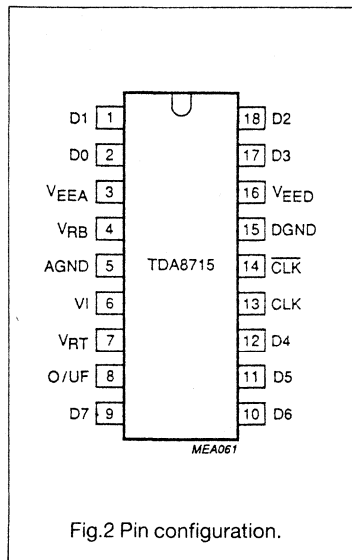 D1 1 18 D2
D0 2 17 D3
VEEA 3 16 VEED
VRB 4 15 DGND
AGND 5 TDA8715 14 CLK
VI 6 13 CLK
VRT 7 12 D4
O/UF 8 11 D5
D7 9 10 D6
MEA061
Fig.2 Pin configuration.